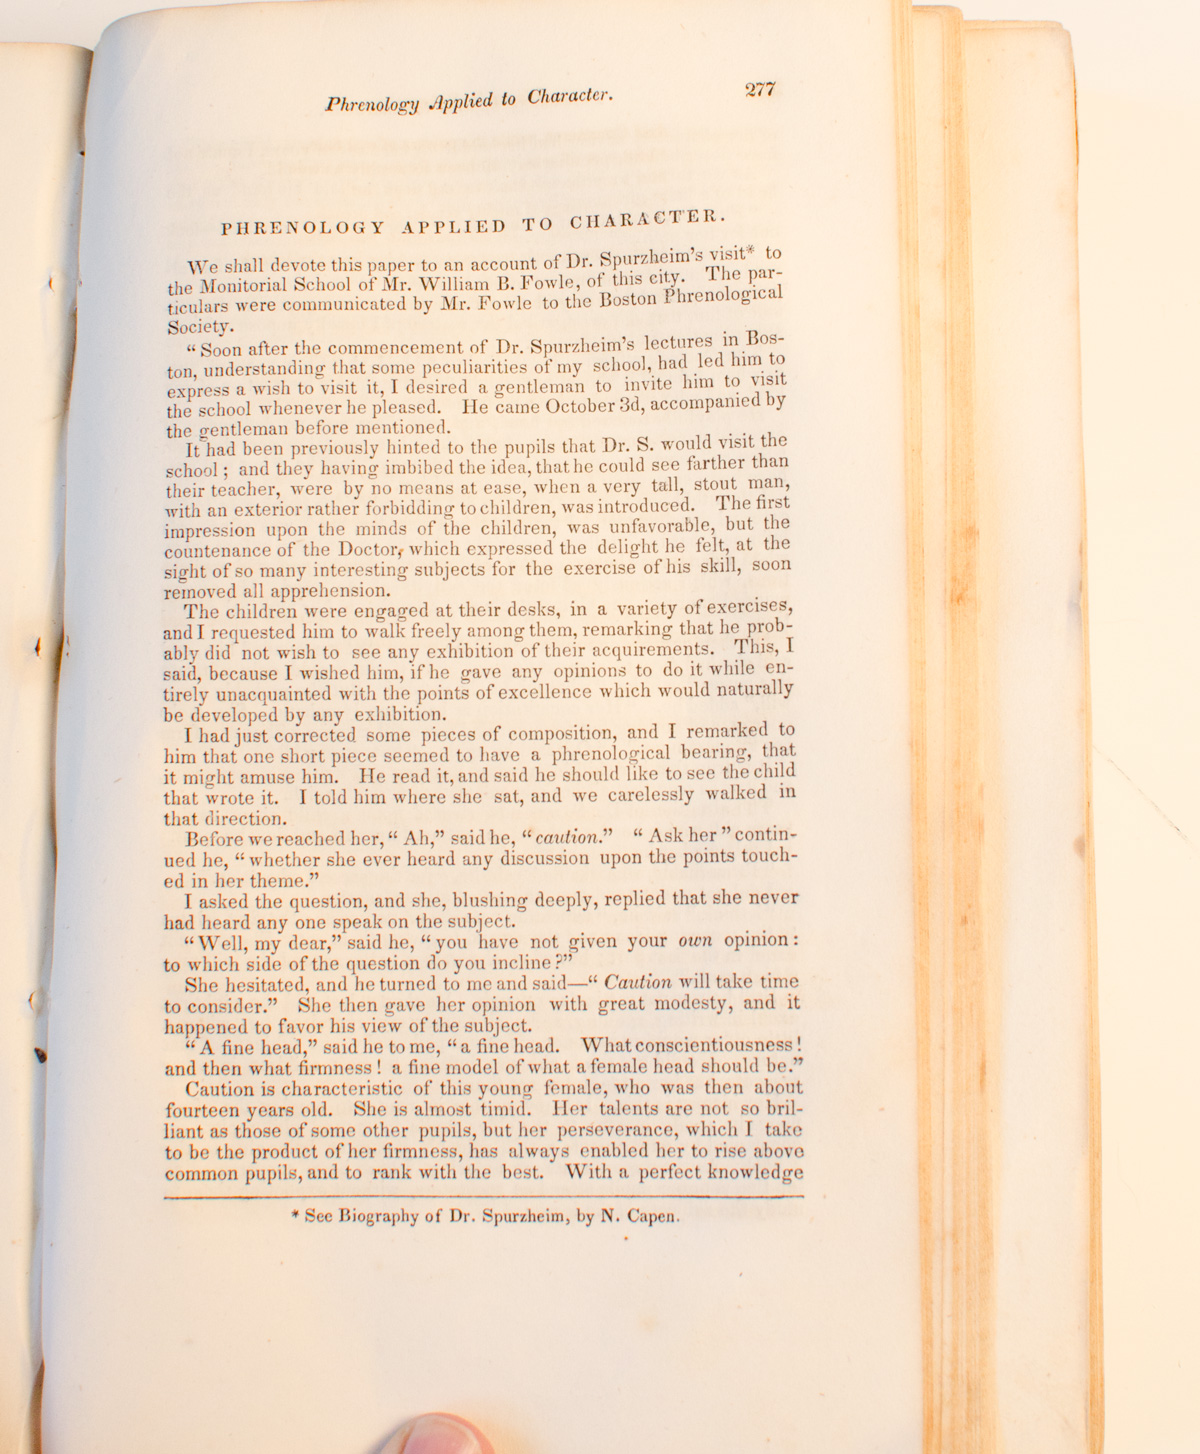 Phrenology Applied to Character. 277
PHRENOLOGY APPLIED TO CHARACTER.
We shall devote this paper to an account of Dr. Spurzheim's visit* to
the Monitorial School of Mr. William B. Fowle, of this city. The par-
ticulars were communicated by Mr. Fowle to the Boston Phrenological
Society.
“Soon after the commencement of Dr. Spurzheim's lectures in Bos-
ton, understanding that some peculiarities of my school, had led him to
express a wish to visit it, I desired a gentleman to invite him to visit
the school whenever he pleased. He came October 3d, accompanied by
the gentleman before mentioned.
It had been previously hinted to the pupils that Dr. S. would visit the
school; and they having imbibed the idea, that he could see farther than
their teacher, were by no means at ease, when a very tall, stout man,
with an exterior rather forbidding to children, was introduced. The first
impression upon the minds of the children, was unfavorable, but the
countenance of the Doctor, which expressed the delight he felt, at the
sight of so many interesting subjects for the exercise of his skill, soon
removed all apprehension.
The children were engaged at their desks, in a variety of exercises,
and I requested him to walk freely among them, remarking that he prob-
ably did not wish to see any exhibition of their acquirements. This, I
said, because I wished him, if he gave any opinions to do it while en-
tirely unacquainted with the points of excellence which would naturally
be developed by any exhibition.
I had just corrected some pieces of composition, and I remarked to
him that one short piece seemed to have a phrenological bearing, that
it might amuse him. He read it, and said he should like to see the child
that wrote it. I told him where she sat, and we carelessly walked in
that direction.
Before we reached her, “Ah,” said he, “caution.” “Ask her” contin-
ued he, “whether she ever heard any discussion upon the points touch-
ed in her theme.”
I asked the question, and she, blushing deeply, replied that she never
had heard any one speak on the subject.
“Well, my dear,” said he, “you have not given your own opinion:
to which side of the question do you incline?”
She hesitated, and he turned to me and said—“Caution will take time
to consider.” She then gave her opinion with great modesty, and it
happened to favor his view of the subject.
“A fine head,” said he to me, “a fine head. What conscientiousness!
and then what firmness! a fine model of what a female head should be.”
Caution is characteristic of this young female, who was then about
fourteen years old. She is almost timid. Her talents are not so bril-
liant as those of some other pupils, but her perseverance, which I take
to be the product of her firmness, has always enabled her to rise above
common pupils, and to rank with the best. With a perfect knowledge
* See Biography of Dr. Spurzheim, by N. Capen.